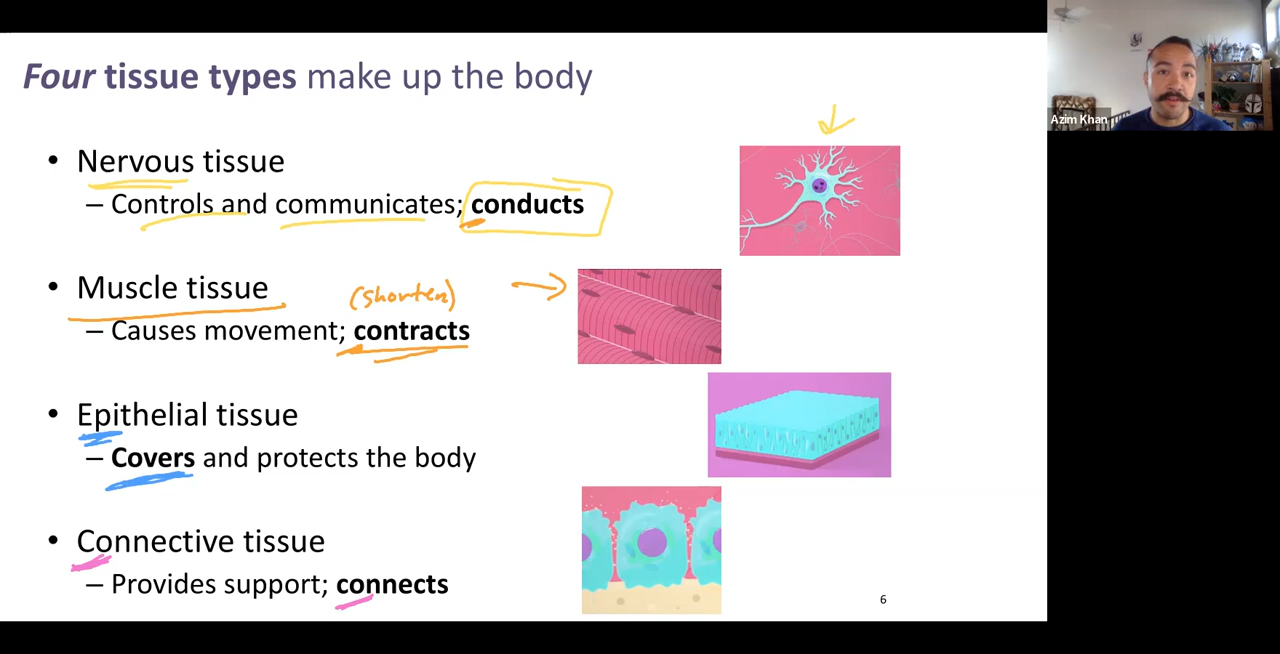 Four tissue types make up the body
Azim Khan
• Nervous tissue
– Controls and communicates; conducts
• Muscle tissue
(shorten)
– Causes movement; contracts
• Epithelial tissue
– Covers and protects the body
• Connective tissue
– Provides support; connects
6